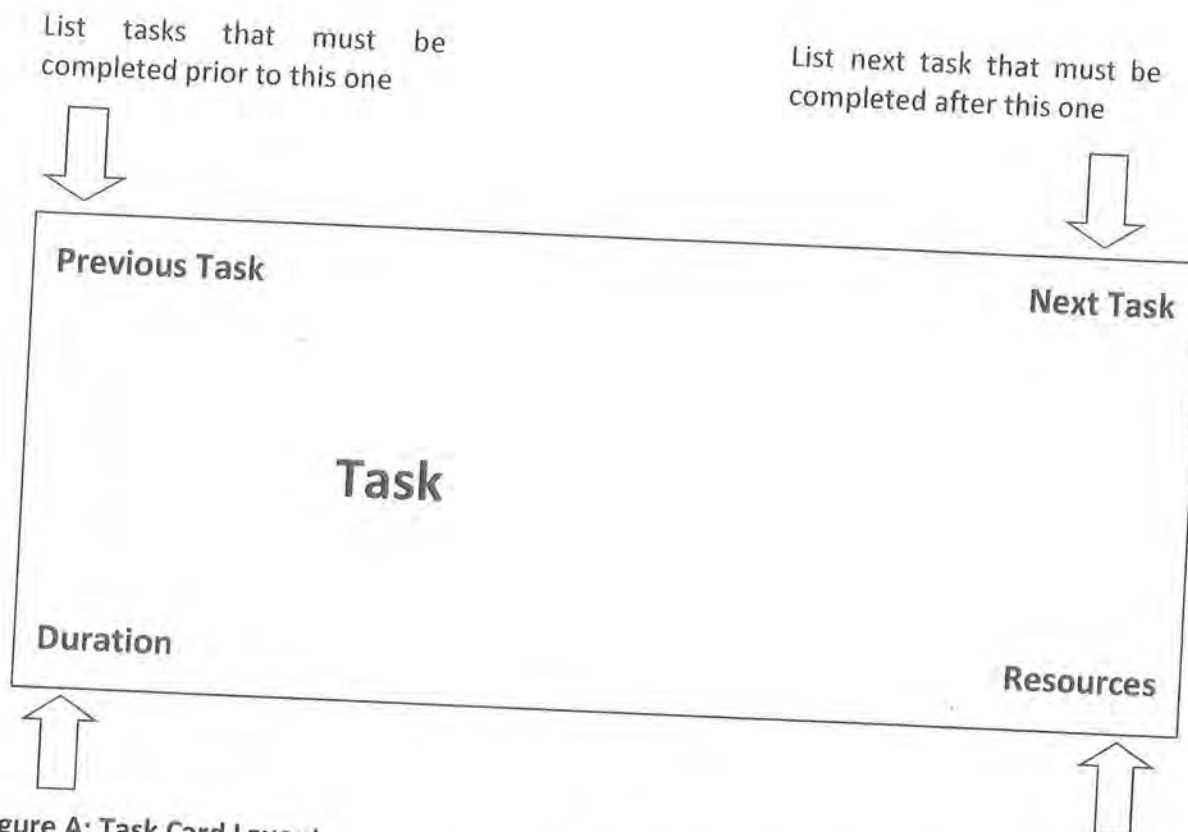 List tasks that must be
completed prior to this one
List next task that must be
completed after this one
Previous Task
Next Task
Task
Duration
Resources
A: Task Card